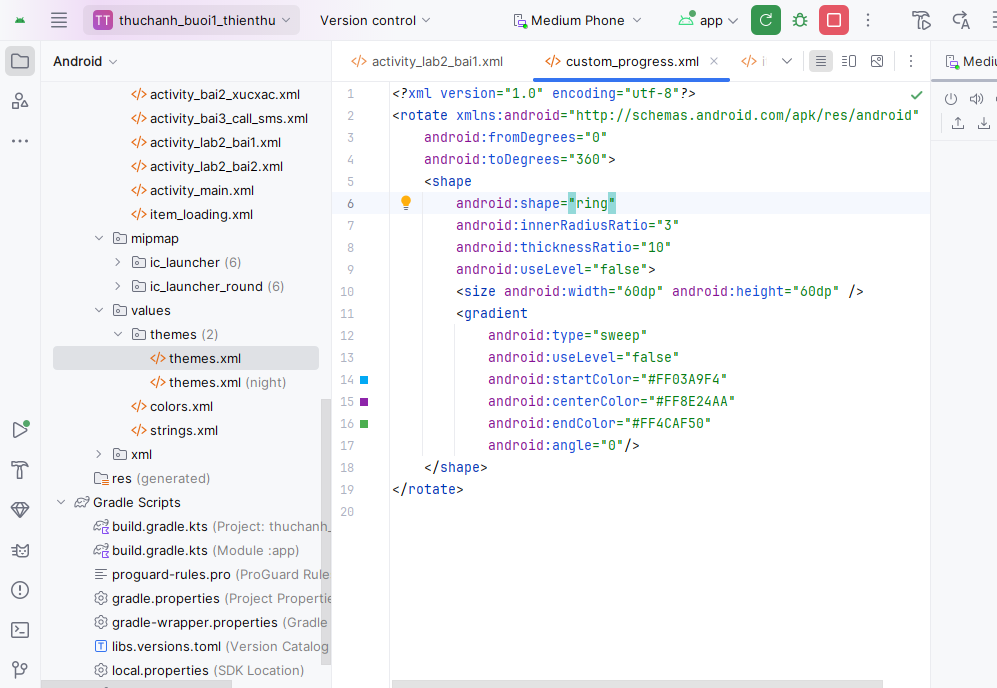 TT thuchanh_buoi1_thienthu Version control Medium Phone app
Android
activity_lab2_bai1.xml custom_progress.xml i Mediu
activity_bai2_xucxac.xml
activity_bai3_call_sms.xml
activity_lab2_bai1.xml
activity_lab2_bai2.xml
activity_main.xml
item_loading.xml
mipmap
ic_launcher (6)
ic_launcher_round (6)
values
themes (2)
themes.xml
themes.xml (night)
colors.xml
strings.xml
xml
res (generated)
Gradle Scripts
build.gradle.kts (Project: thuchanh_
build.gradle.kts (Module :app)
proguard-rules.pro (ProGuard Rule
gradle.properties (Project Propertie
gradle-wrapper.properties (Gradle
libs.versions.toml (Version Catalog
local.properties (SDK Location)
1 <?xml version="1.0" encoding="utf-8"?>
2 <rotate xmlns:android="http://schemas.android.com/apk/res/android"
3 android:fromDegrees="0"
4 android:toDegrees="360">
5 <shape
6 android:shape="ring"
7 android:innerRadiusRatio="3"
8 android:thicknessRatio="10"
9 android:useLevel="false">
10 <size android:width="60dp" android:height="60dp" />
11 <gradient
12 android:type="sweep"
13 android:useLevel="false"
14 android:startColor="#FF03A9F4"
15 android:centerColor="#FF8E24AA"
16 android:endColor="#FF4CAF50"
17 android:angle="0"/>
18 </shape>
19 </rotate>
20